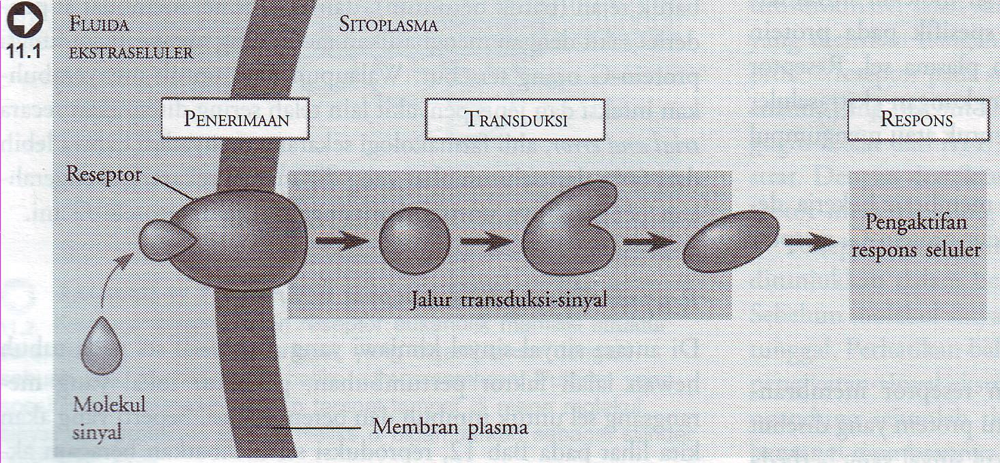 11.1
FLUIDA
EKSTRASELULER
SITOPLASMA
PENERIMAAN
TRANSDUKSI
RESPONS
Reseptor
Pengaktifan
respons seluler
Jalur transduksi-sinyal
Molekul
sinyal
Membran plasma